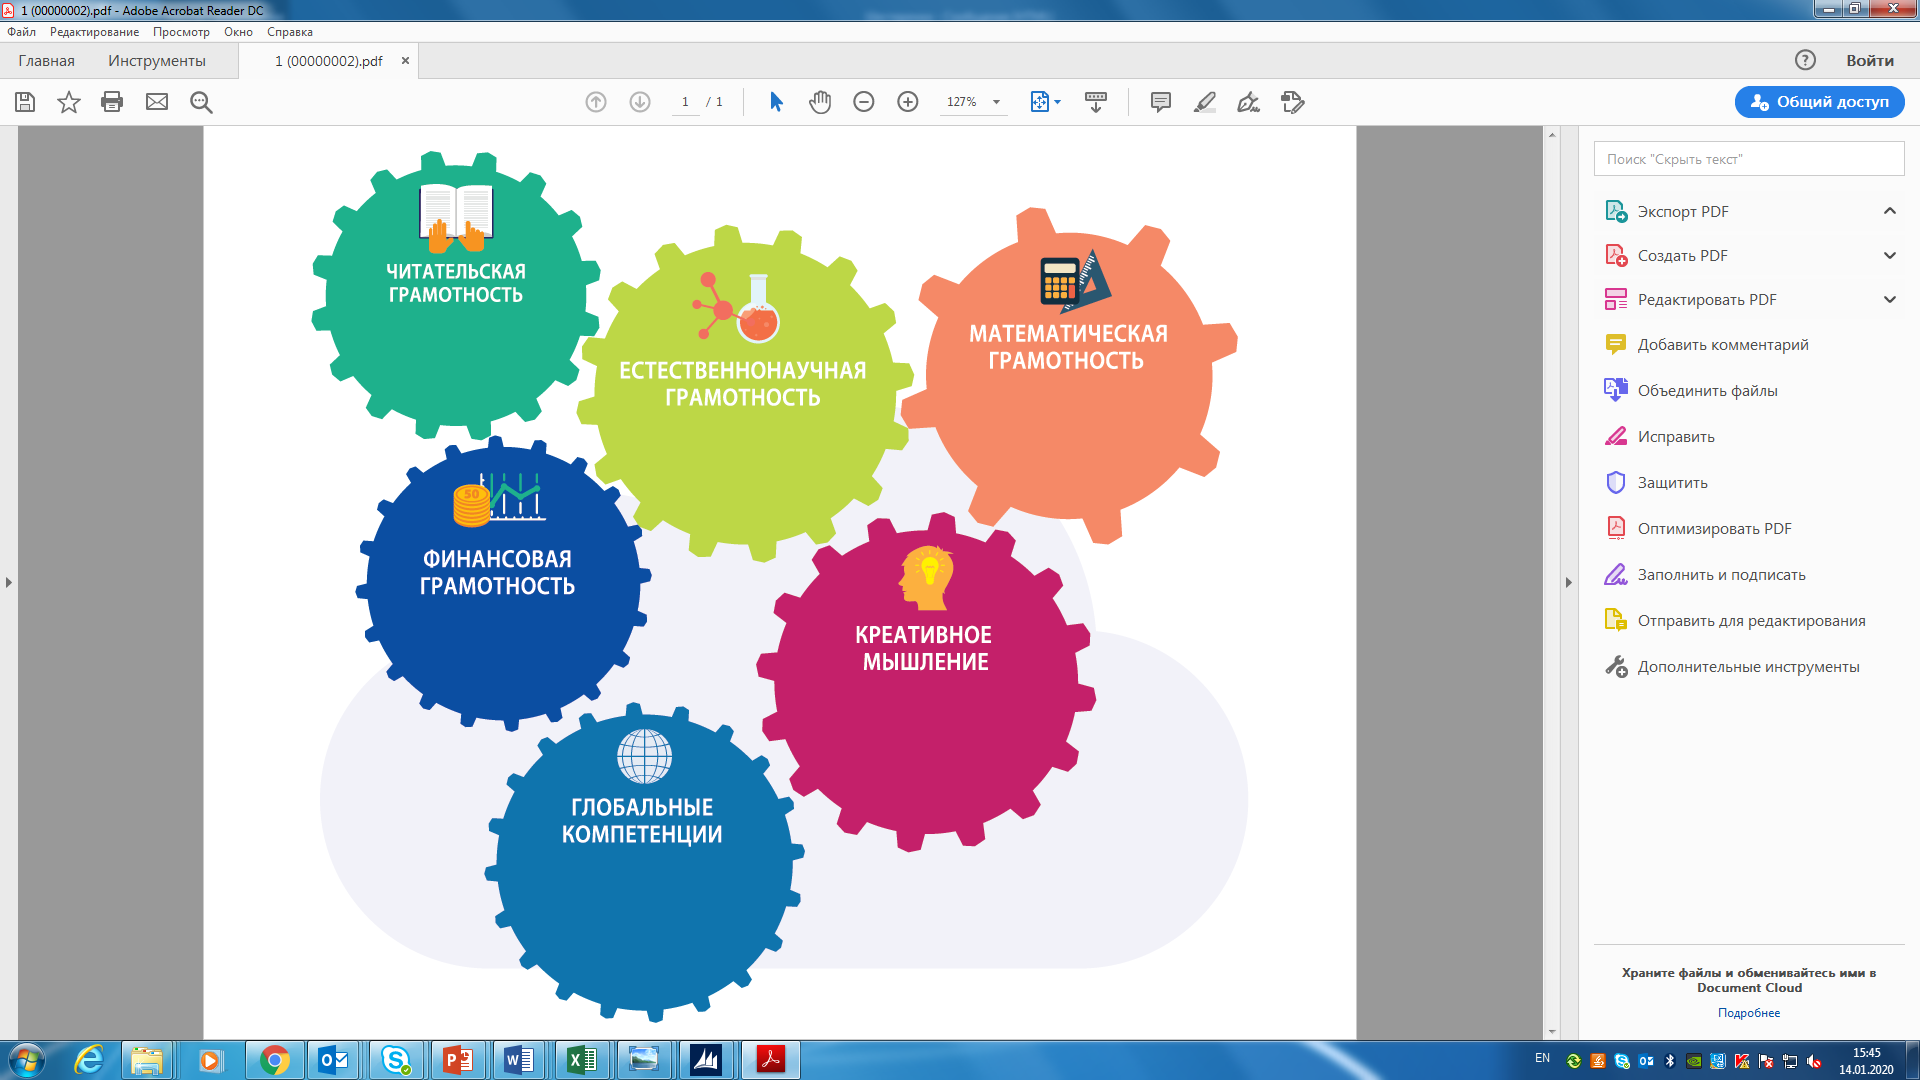 1 (00000002).pdf - Adobe Acrobat Reader DC
Файл Редактирование Просмотр Окно Справка
Главная Инструменты 1 (00000002).pdf × ? Войти
1 / 1 127% Общий доступ
ЧИТАТЕЛЬСКАЯ
ГРАМОТНОСТЬ
ЕСТЕСТВЕННОНАУЧНАЯ
ГРАМОТНОСТЬ
МАТЕМАТИЧЕСКАЯ
ГРАМОТНОСТЬ
50
ФИНАНСОВАЯ
ГРАМОТНОСТЬ
КРЕАТИВНОЕ
МЫШЛЕНИЕ
ГЛОБАЛЬНЫЕ
КОМПЕТЕНЦИИ
Поиск "Скрыть текст"
Экспорт PDF
Создать PDF
Редактировать PDF
Добавить комментарий
Объединить файлы
Исправить
Защитить
Оптимизировать PDF
Заполнить и подписать
Отправить для редактирования
Дополнительные инструменты
Храните файлы и обменивайтесь ими в
Document Cloud
Подробнее
EN
15:45
14.01.2020